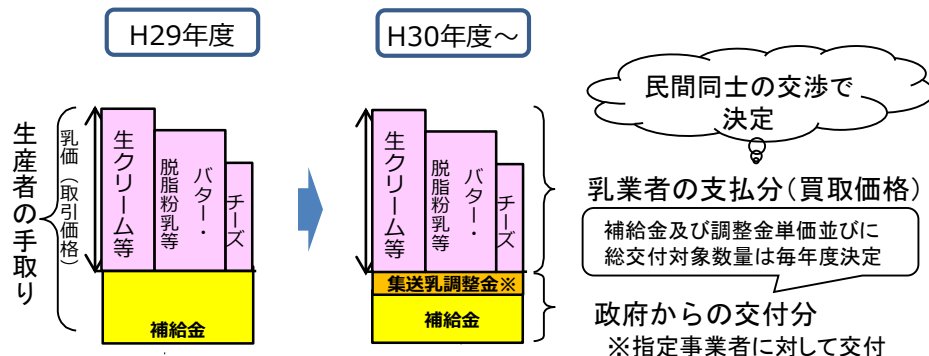 H29年度
H30年度～
民間同士の交渉で
決定
生産者の手取り
乳価（取引価格）
生クリーム等
脱脂粉乳等
バター・
チーズ
補給金
生クリーム等
脱脂粉乳等
バター・
チーズ
集送乳調整金※
補給金
乳業者の支払分(買取価格)
補給金及び調整金単価並びに
総交付対象数量は毎年度決定
政府からの交付分
※指定事業者に対して交付